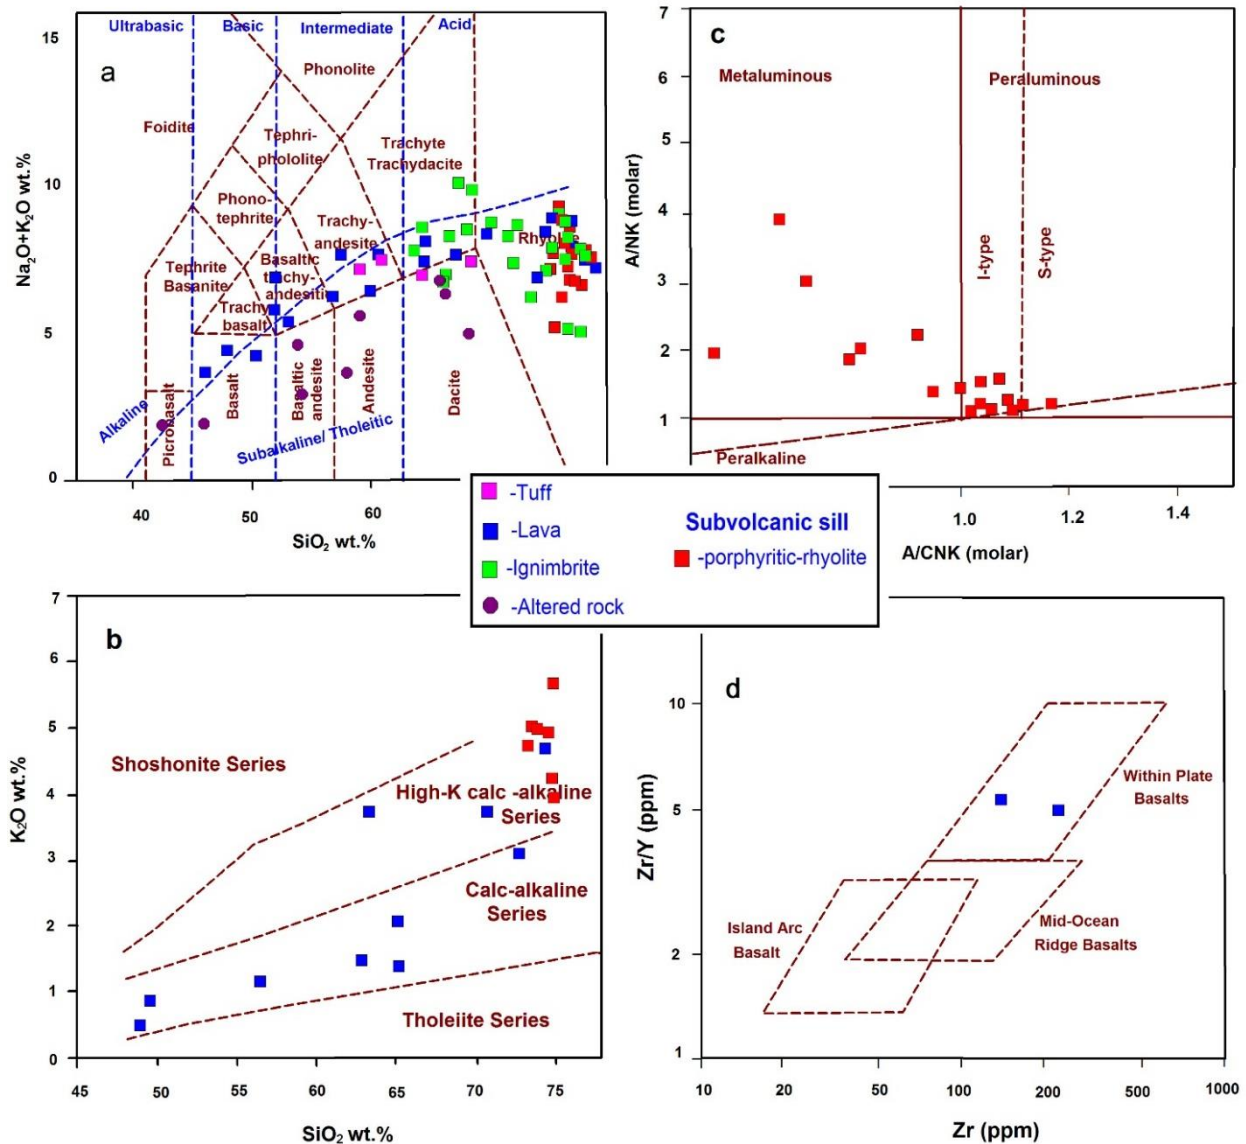 a
Ultrabasic
Basic
Intermediate
Acid
Phonolite
Foidite
Tephri-
phololite
Trachyte
Trachydacite
Phono-
tephrite
Trachy-
andesite
Rhyolite
Tephrite
Basanite
Basaltic
trachy-
andesitic
Trachy
basalt
Picrobasalt
Basalt
Basaltic
andesite
Andesite
Dacite
Alkaline
Subalkaline/ Tholeitic
15
10
5
0
40
50
60
Na₂O+K₂O wt.%
SiO₂ wt.%
c
Metaluminous
Peraluminous
I-type
S-type
Peralkaline
7
6
5
4
3
2
1
1.0
1.2
1.4
A/NK (molar)
A/CNK (molar)
-Tuff
-Lava
-Ignimbrite
-Altered rock
Subvolcanic sill
-porphyritic-rhyolite
b
Shoshonite Series
High-K calc -alkaline
Series
Calc-alkaline
Series
Tholeiite Series
7
6
5
4
3
2
1
0
45
50
55
60
65
70
75
K₂O wt.%
SiO₂ wt.%
d
Within Plate
Basalts
Island Arc
Basalt
Mid-Ocean
Ridge Basalts
10
5
2
1
10
20
50
100
200
500
1000
Zr/Y (ppm)
Zr (ppm)